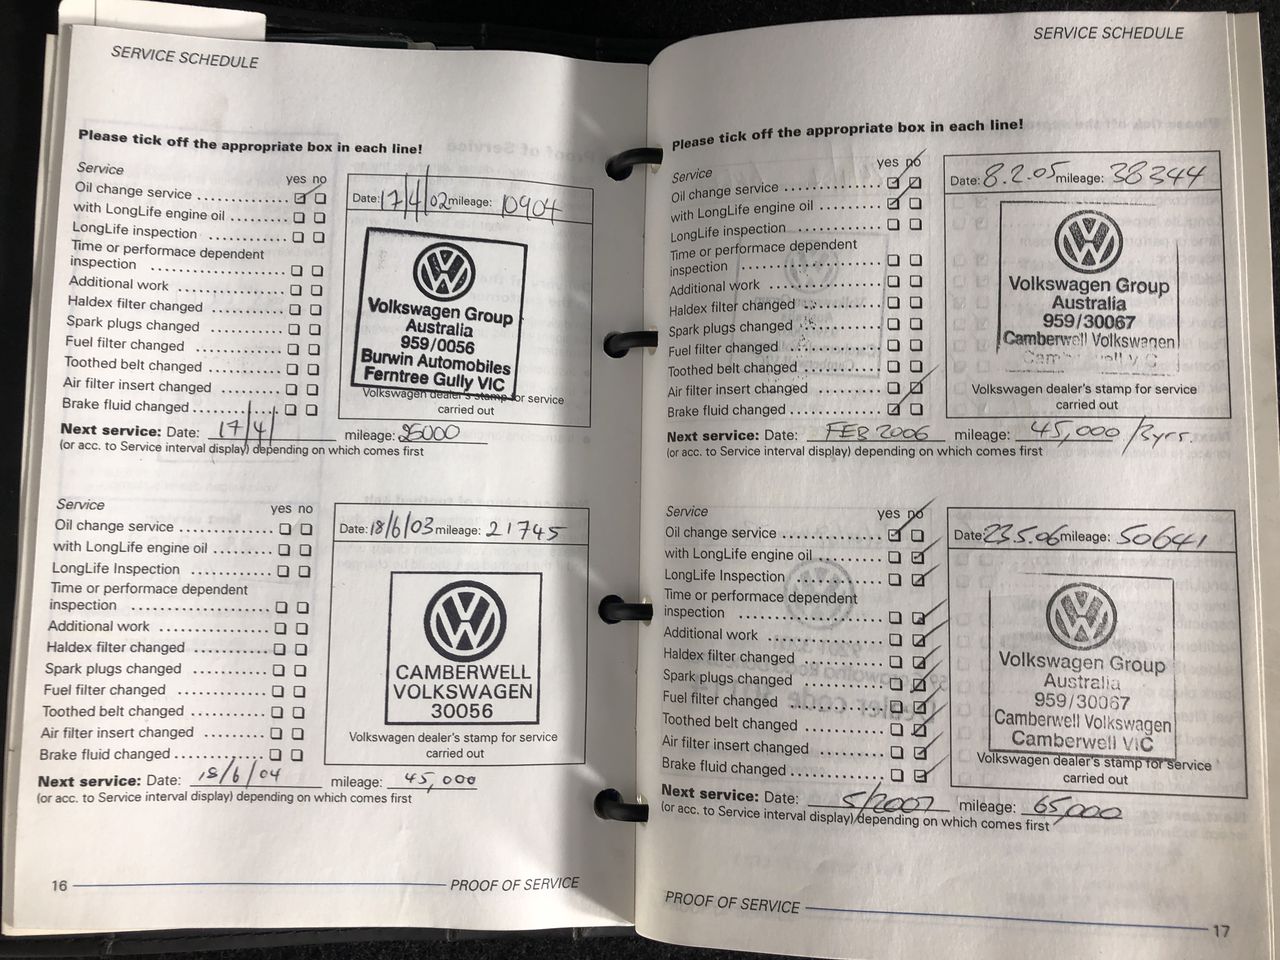 SERVICE SCHEDULE
Please tick off the appropriate box in each line!
Service yes no
Oil change service
with LongLife engine oil
LongLife inspection
Time or performace dependent
inspection
Additional work
Haldex filter changed
Spark plugs changed
Fuel filter changed
Toothed belt changed
Air filter insert changed
Brake fluid changed
Date: 17/4/02 mileage: 10904
Volkswagen Group
Australia
959/0056
Burwin Automobiles
Ferntree Gully VIC
Volkswagen dealer's stamp for service
carried out
Next service: Date: 17/4/ mileage: 25000
(or acc. to Service interval display) depending on which comes first
Service yes no
Oil change service
with LongLife engine oil
LongLife Inspection
Time or performace dependent
inspection
Additional work
Haldex filter changed
Spark plugs changed
Fuel filter changed
Toothed belt changed
Air filter insert changed
Brake fluid changed
Date: 18/6/03 mileage: 21745
CAMBERWELL
VOLKSWAGEN
30056
Volkswagen dealer's stamp for service
carried out
Next service: Date: 18/6/04 mileage: 45,000
(or acc. to Service interval display) depending on which comes first
16 PROOF OF SERVICE
SERVICE SCHEDULE
Please tick off the appropriate box in each line!
Service yes no
Oil change service
with LongLife engine oil
LongLife inspection
Time or performace dependent
inspection
Additional work
Haldex filter changed
Spark plugs changed
Fuel filter changed
Toothed belt changed
Air filter insert changed
Brake fluid changed
Date: 8.2.05 mileage: 38344
Volkswagen Group
Australia
959/30067
Camberwell Volkswagen
Camberwell VIC
Volkswagen dealer's stamp for service
carried out
Next service: Date: FEB 2006 mileage: 45,000 / 3yrs.
(or acc. to Service interval display) depending on which comes first
Service yes no
Oil change service
with LongLife engine oil
LongLife Inspection
Time or performace dependent
inspection
Additional work
Haldex filter changed
Spark plugs changed
Fuel filter changed
Toothed belt changed
Air filter insert changed
Brake fluid changed
Date: 23.5.06 mileage: 50641
Volkswagen Group
Australia
959/30067
Camberwell Volkswagen
Camberwell VIC
Volkswagen dealer's stamp for service
carried out
Next service: Date: 5/2007 mileage: 65,000
(or acc. to Service interval display) depending on which comes first
PROOF OF SERVICE 17